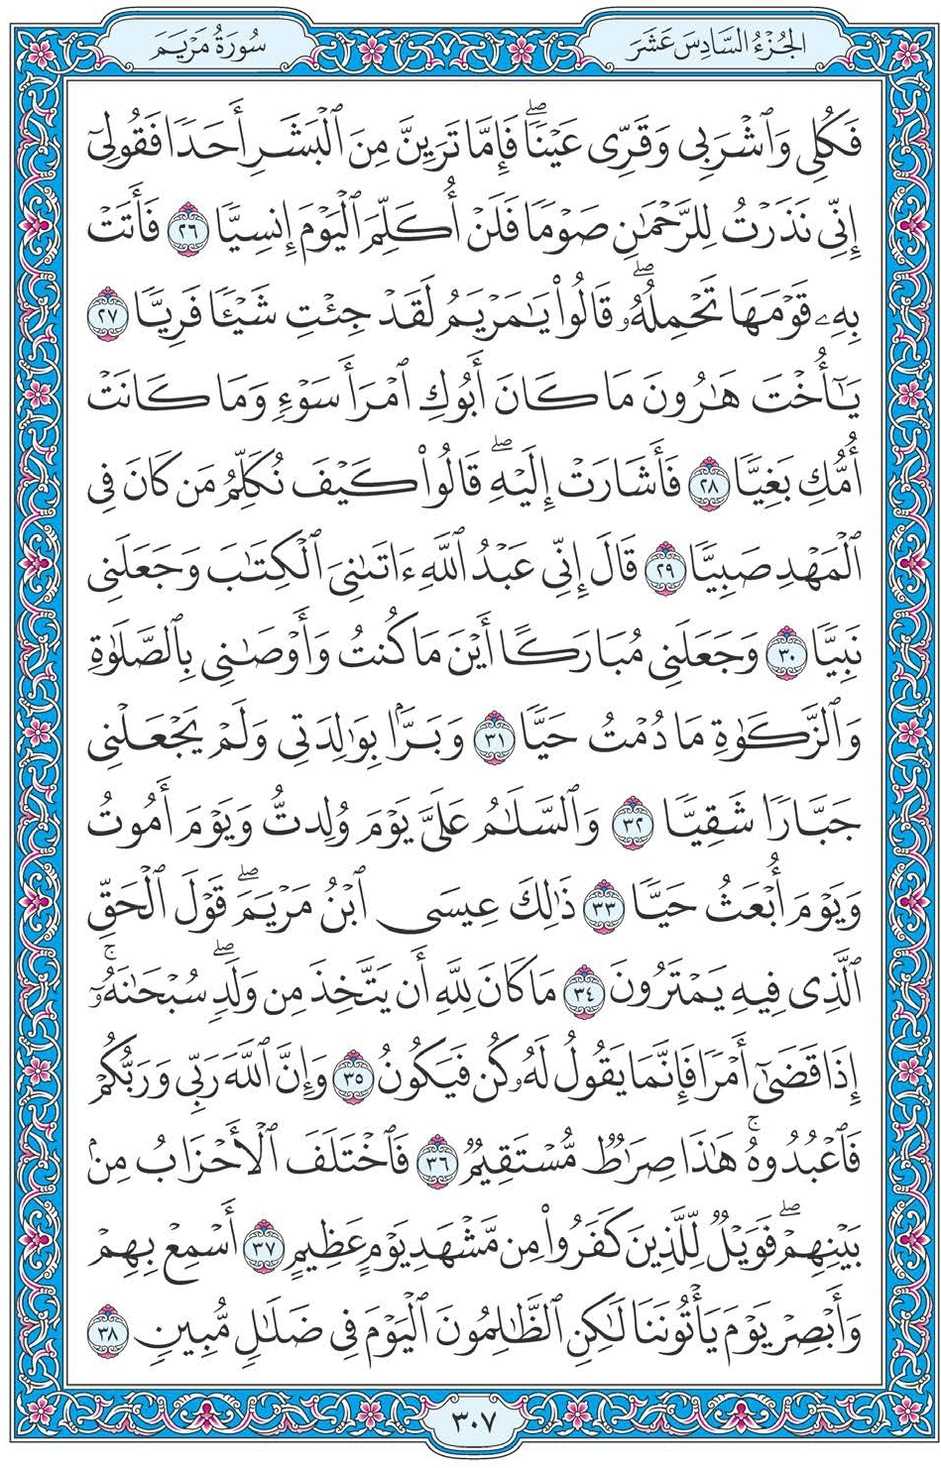 الجُزْءُ السَّادِسَ عَشَرَ
سُورَةُ مَرْيَمَ
فَكُلِى وَٱشْرَبِى وَقَرِّى عَيْنًاۖ فَإِمَّا تَرَيِنَّ مِنَ ٱلْبَشَرِ أَحَدًا فَقُولِىٓ
إِنِّى نَذَرْتُ لِلرَّحْمَٰنِ صَوْمًا فَلَنْ أُكَلِّمَ ٱلْيَوْمَ إِنسِيًّا ٢٦ فَأَتَتْ
بِهِۦ قَوْمَهَا تَحْمِلُهُۥۖ قَالُوا۟ يَٰمَرْيَمُ لَقَدْ جِئْتِ شَيْـًٔا فَرِيًّا ٢٧
يَٰٓأُخْتَ هَٰرُونَ مَا كَانَ أَبُوكِ ٱمْرَأَ سَوْءٍ وَمَا كَانَتْ
أُمُّكِ بَغِيًّا ٢٨ فَأَشَارَتْ إِلَيْهِۖ قَالُوا۟ كَيْفَ نُكَلِّمُ مَن كَانَ فِى
ٱلْمَهْدِ صَبِيًّا ٢٩ قَالَ إِنِّى عَبْدُ ٱللَّهِ ءَاتَىٰنِىَ ٱلْكِتَٰبَ وَجَعَلَنِى
نَبِيًّا ٣٠ وَجَعَلَنِى مُبَارَكًا أَيْنَ مَا كُنتُ وَأَوْصَٰنِى بِٱلصَّلَوٰةِ
وَٱلزَّكَوٰةِ مَا دُمْتُ حَيًّا ٣١ وَبَرًّۢا بِوَٰلِدَتِى وَلَمْ يَجْعَلْنِى
جَبَّارًا شَقِيًّا ٣٢ وَٱلسَّلَٰمُ عَلَىَّ يَوْمَ وُلِدتُّ وَيَوْمَ أَمُوتُ
وَيَوْمَ أُبْعَثُ حَيًّا ٣٣ ذَٰلِكَ عِيسَى ٱبْنُ مَرْيَمَۖ قَوْلَ ٱلْحَقِّ
ٱلَّذِى فِيهِ يَمْتَرُونَ ٣٤ مَا كَانَ لِلَّهِ أَن يَتَّخِذَ مِن وَلَدٍۖ سُبْحَٰنَهُۥٓۚ
إِذَا قَضَىٰٓ أَمْرًا فَإِنَّمَا يَقُولُ لَهُۥ كُن فَيَكُونُ ٣٥ وَإِنَّ ٱللَّهَ رَبِّى وَرَبُّكُمْ
فَٱعْبُدُوهُۚ هَٰذَا صِرَٰطٌ مُّسْتَقِيمٌ ٣٦ فَٱخْتَلَفَ ٱلْأَحْزَابُ مِنۢ
بَيْنِهِمْۖ فَوَيْلٌ لِّلَّذِينَ كَفَرُوا۟ مِن مَّشْهَدِ يَوْمٍ عَظِيمٍ ٣٧ أَسْمِعْ بِهِمْ
وَأَبْصِرْ يَوْمَ يَأْتُونَنَا لَٰكِنِ ٱلظَّٰلِمُونَ ٱلْيَوْمَ فِى ضَلَٰلٍ مُّبِينٍ ٣٨
٣٠٧